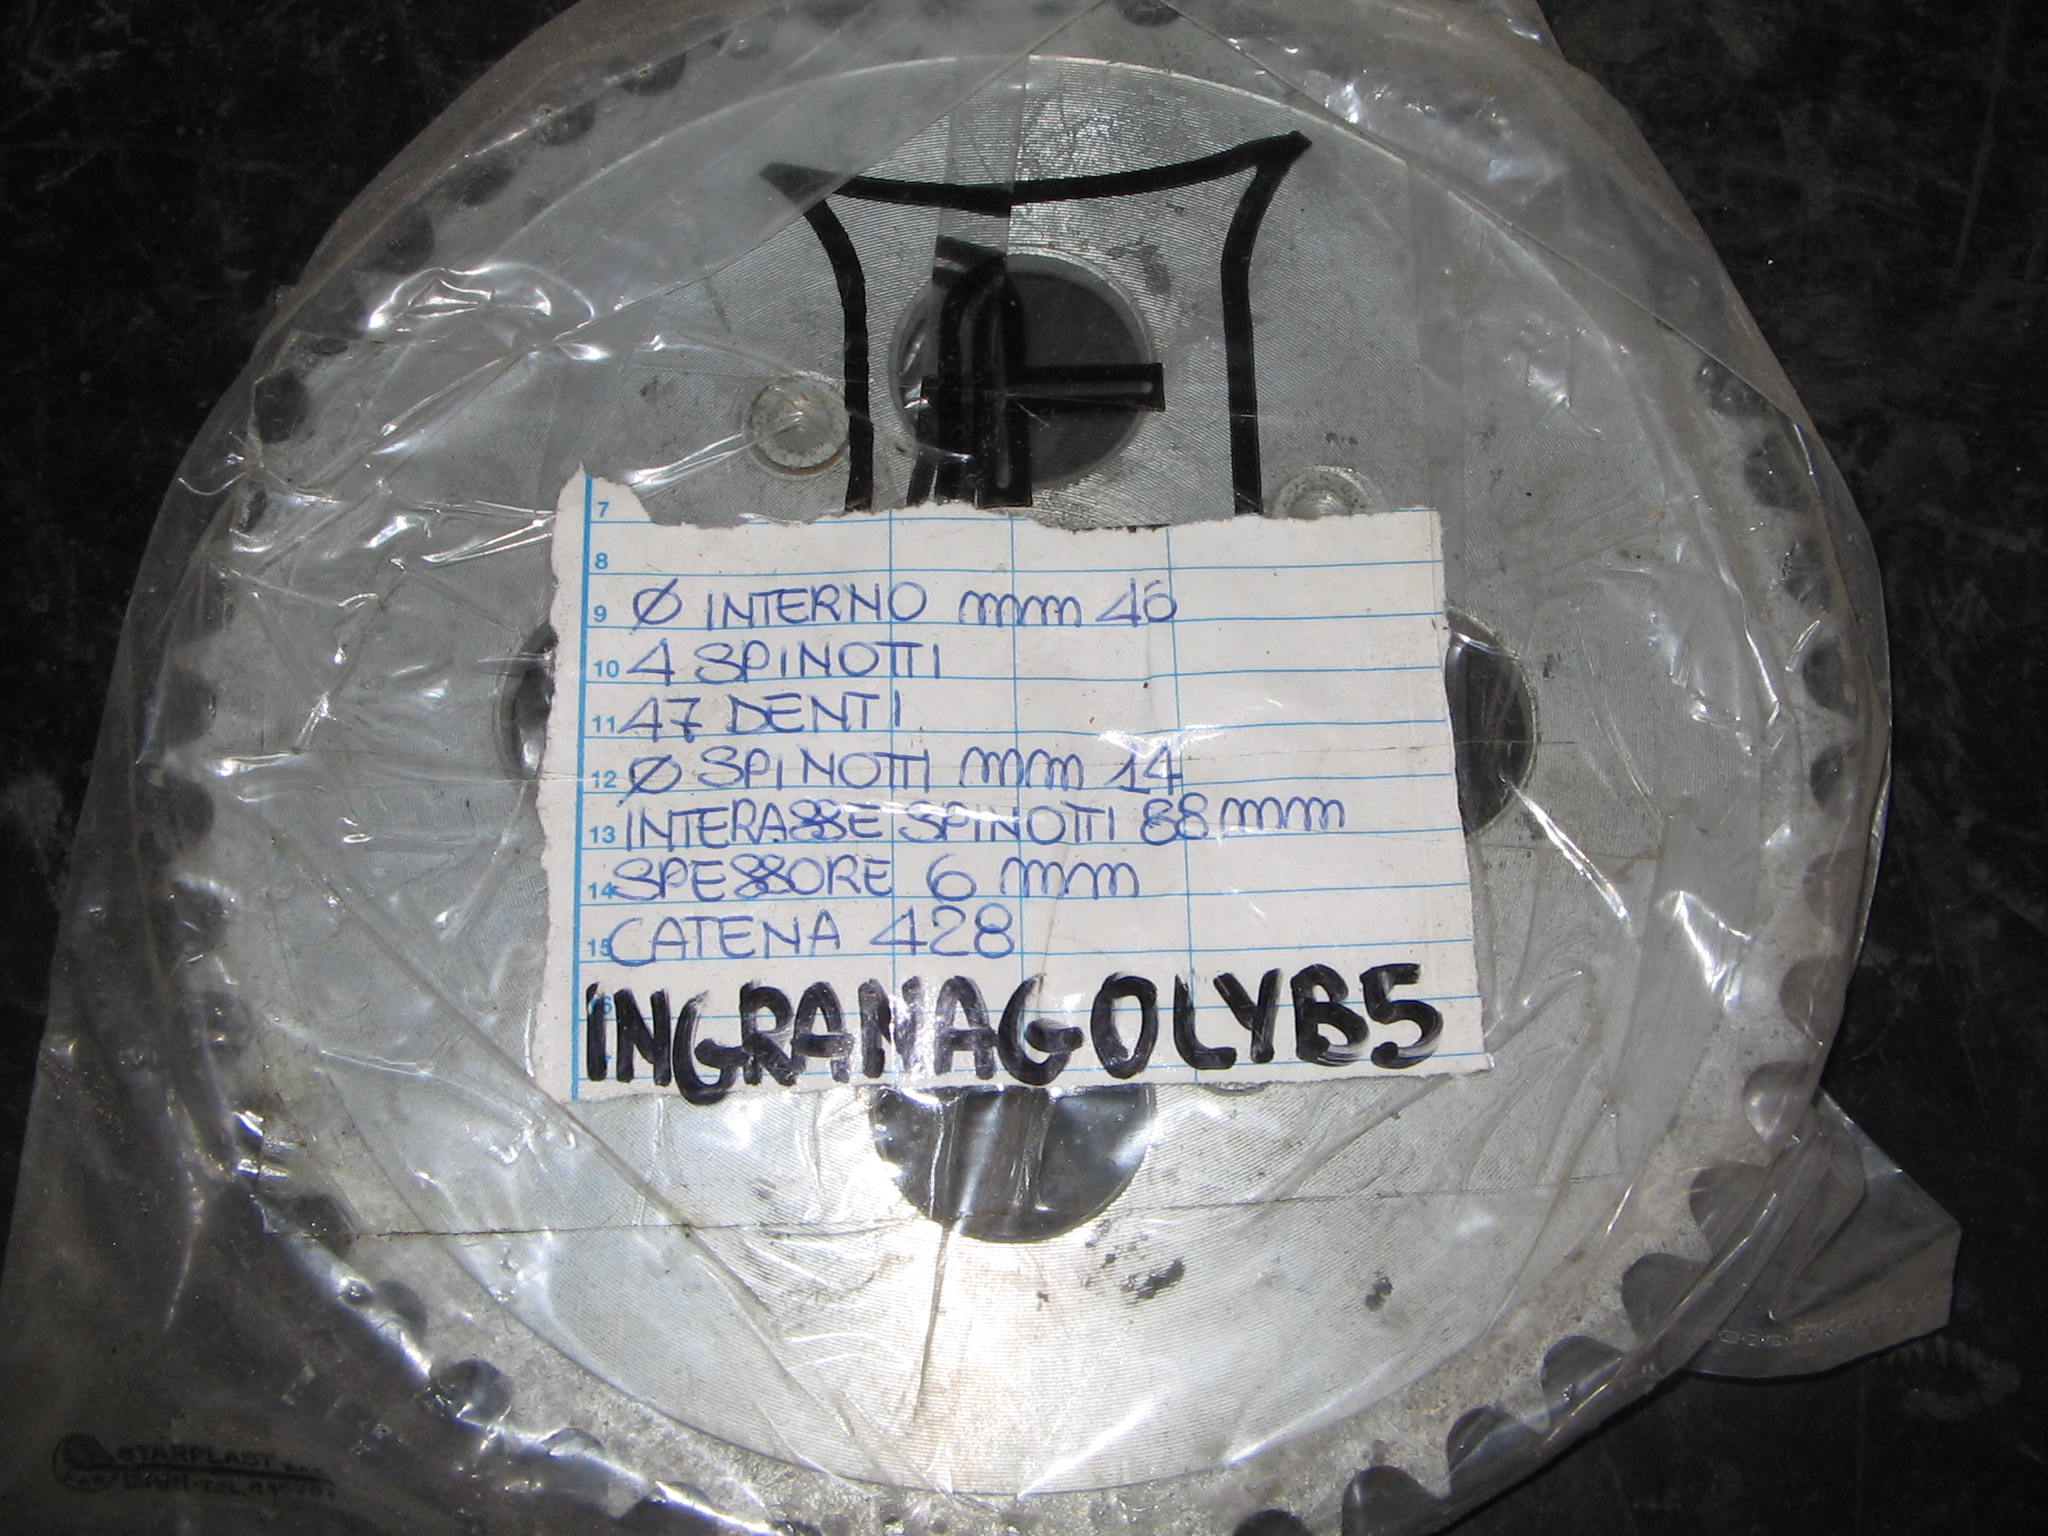 7
8
9 Ø INTERNO mm 46
10 4 SPINOTTI
11 47 DENTI
12 Ø SPINOTTI mm 14
13 INTERASSE SPINOTTI 88 mm
14 SPESSORE 6 mm
15 CATENA 428
INGRANAGOLYB5
STARPLAST